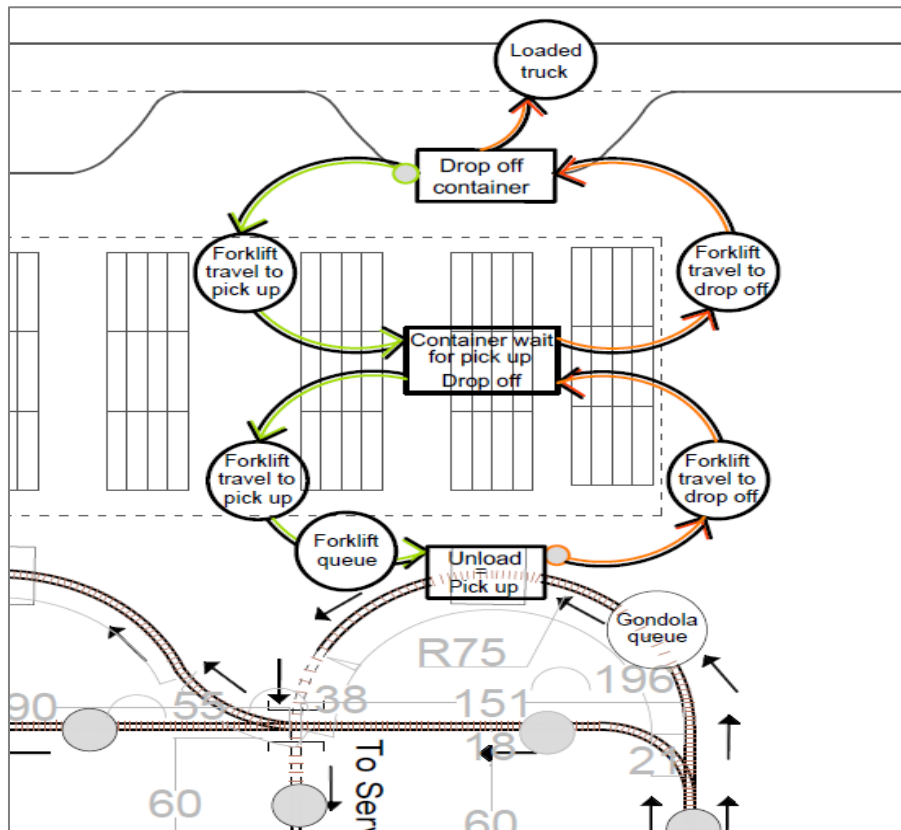 Loaded
truck
Drop off
container
Forklift
travel to
pick up
Forklift
travel to
drop off
Container wait
for pick up
Drop off
Forklift
travel to
pick up
Forklift
travel to
drop off
Forklift
queue
Unload
Pick up
Gondola
queue
R75
196
90
55
38
151
18
21
To Serv
60
60